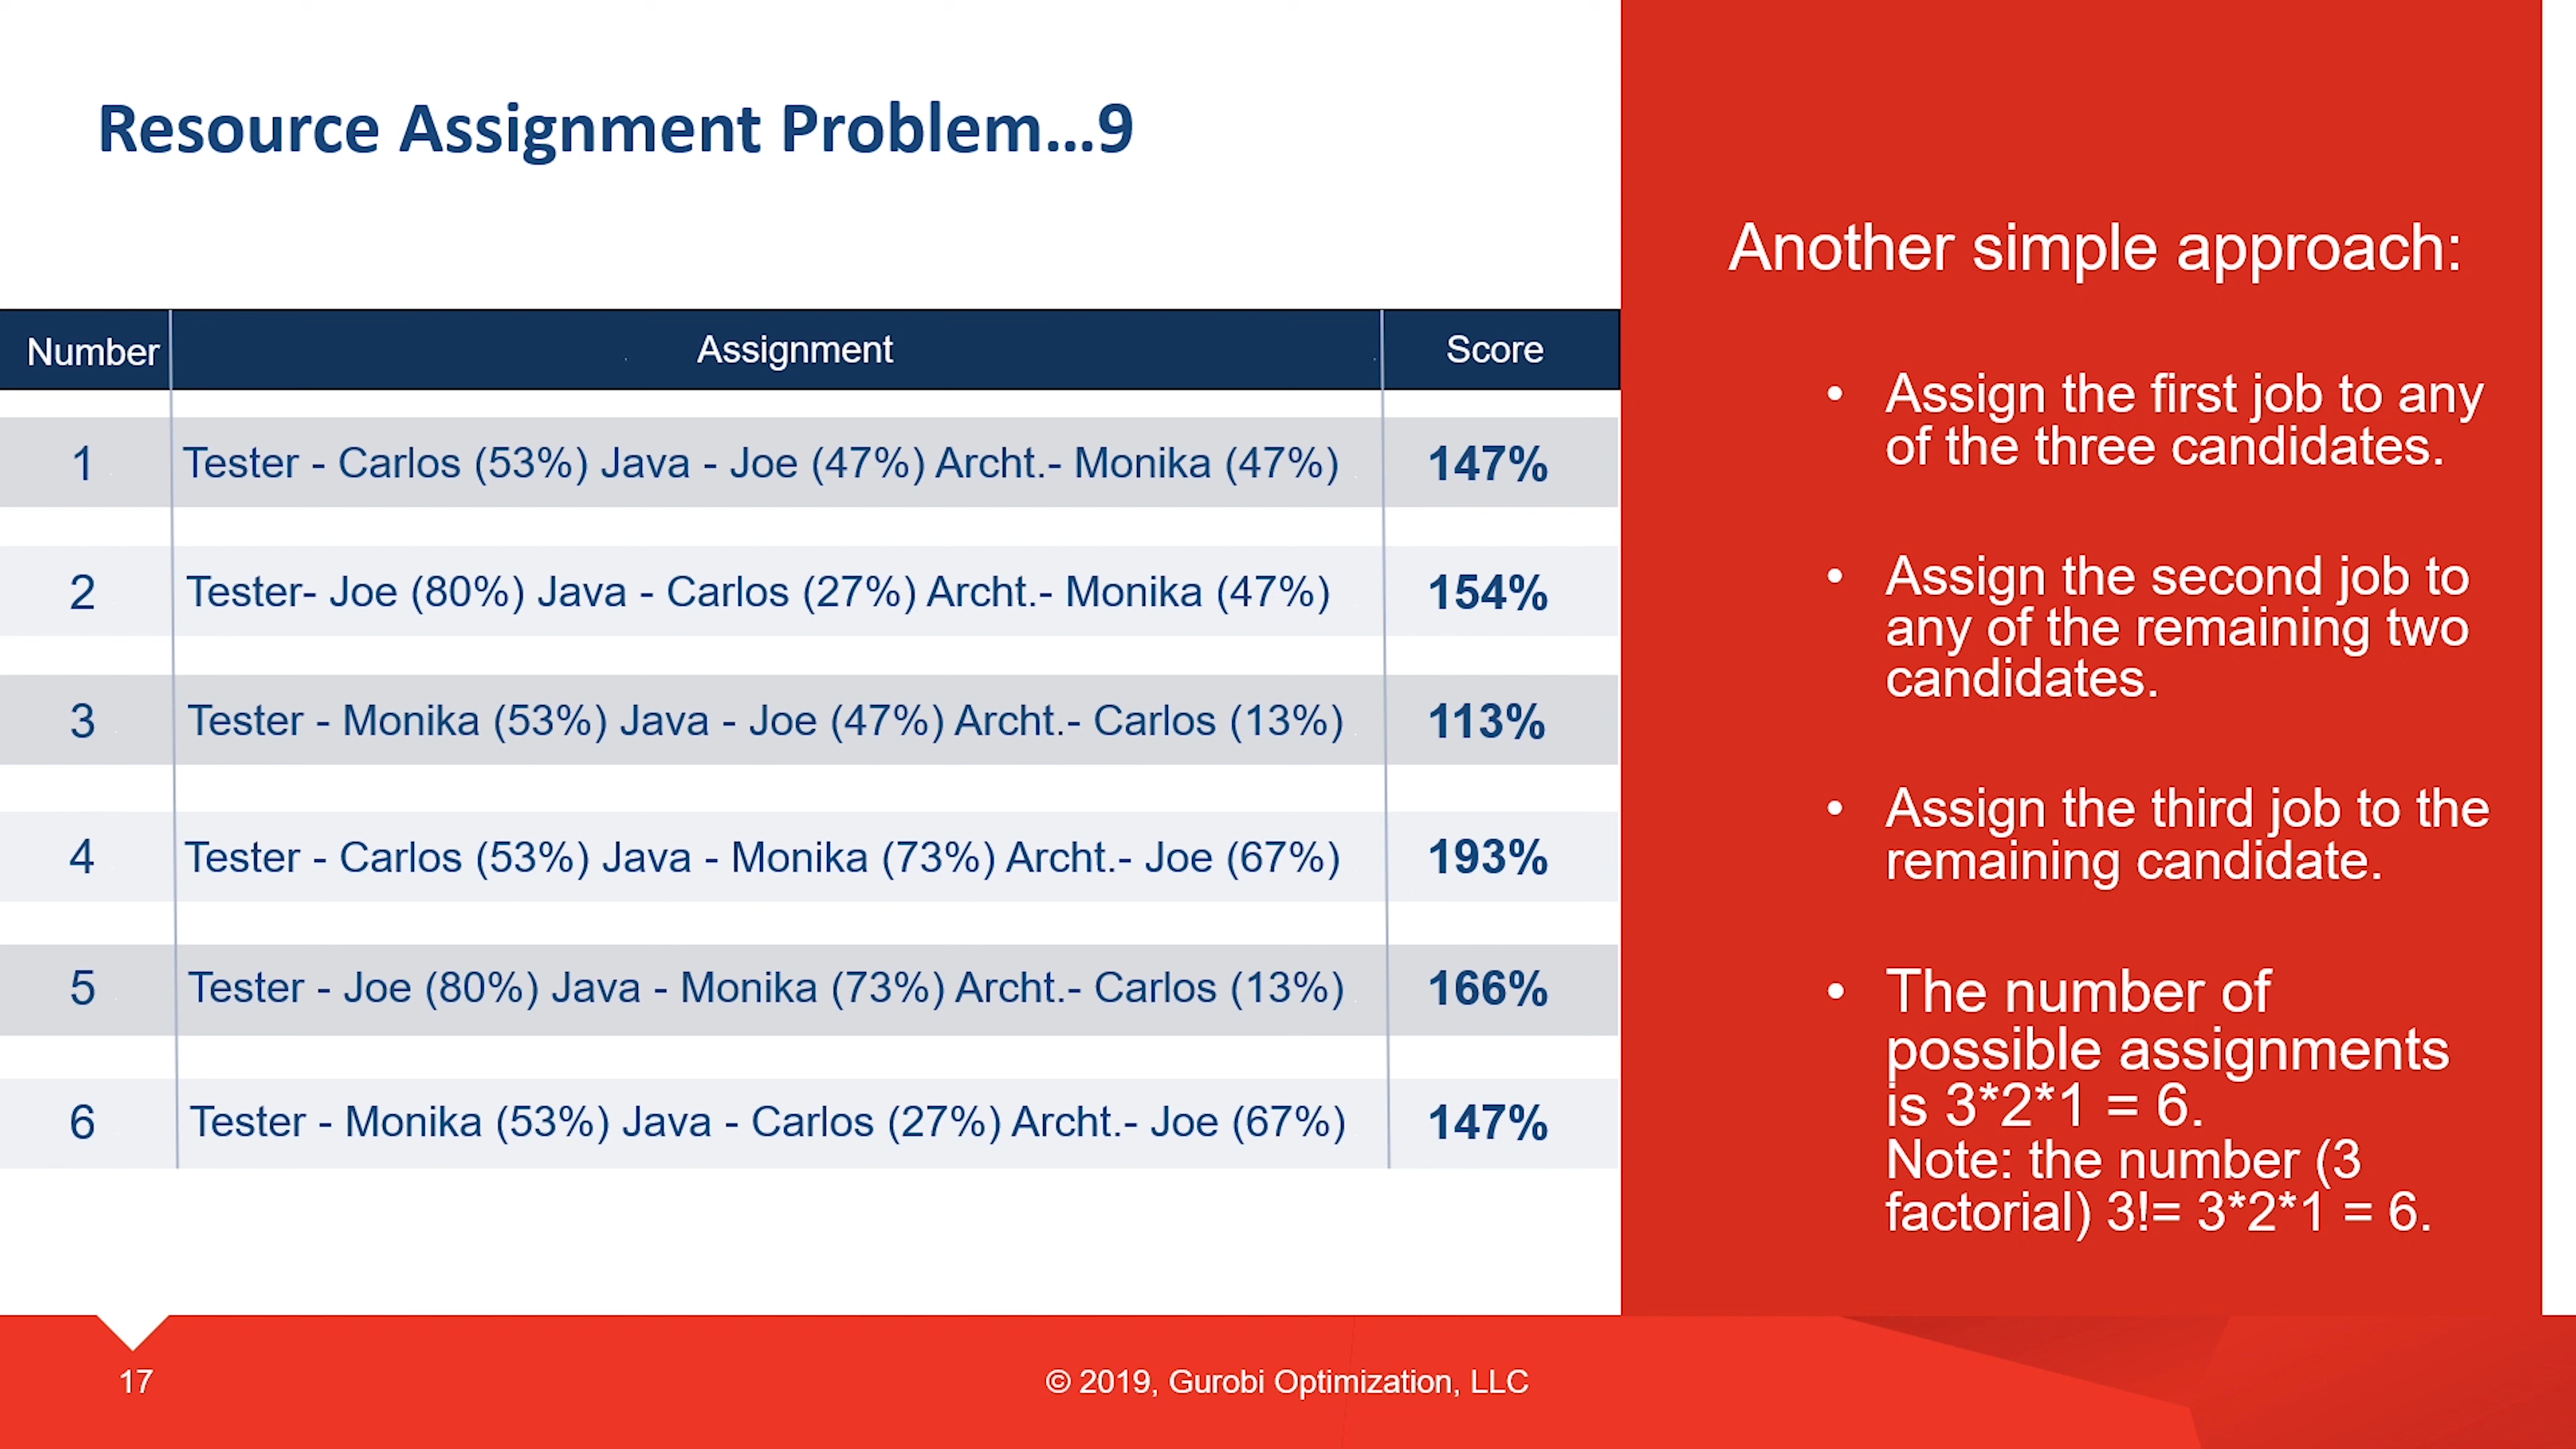 Resource Assignment Problem...9
Number Assignment Score
1 Tester - Carlos (53%) Java - Joe (47%) Archt.- Monika (47%) 147%
2 Tester- Joe (80%) Java - Carlos (27%) Archt.- Monika (47%) 154%
3 Tester - Monika (53%) Java - Joe (47%) Archt.- Carlos (13%) 113%
4 Tester - Carlos (53%) Java - Monika (73%) Archt.- Joe (67%) 193%
5 Tester - Joe (80%) Java - Monika (73%) Archt.- Carlos (13%) 166%
6 Tester - Monika (53%) Java - Carlos (27%) Archt.- Joe (67%) 147%
Another simple approach:
• Assign the first job to any
of the three candidates.
• Assign the second job to
any of the remaining two
candidates.
• Assign the third job to the
remaining candidate.
• The number of
possible assignments
is 3*2*1 = 6.
Note: the number (3
factorial) 3!= 3*2*1 = 6.
17
© 2019, Gurobi Optimization, LLC